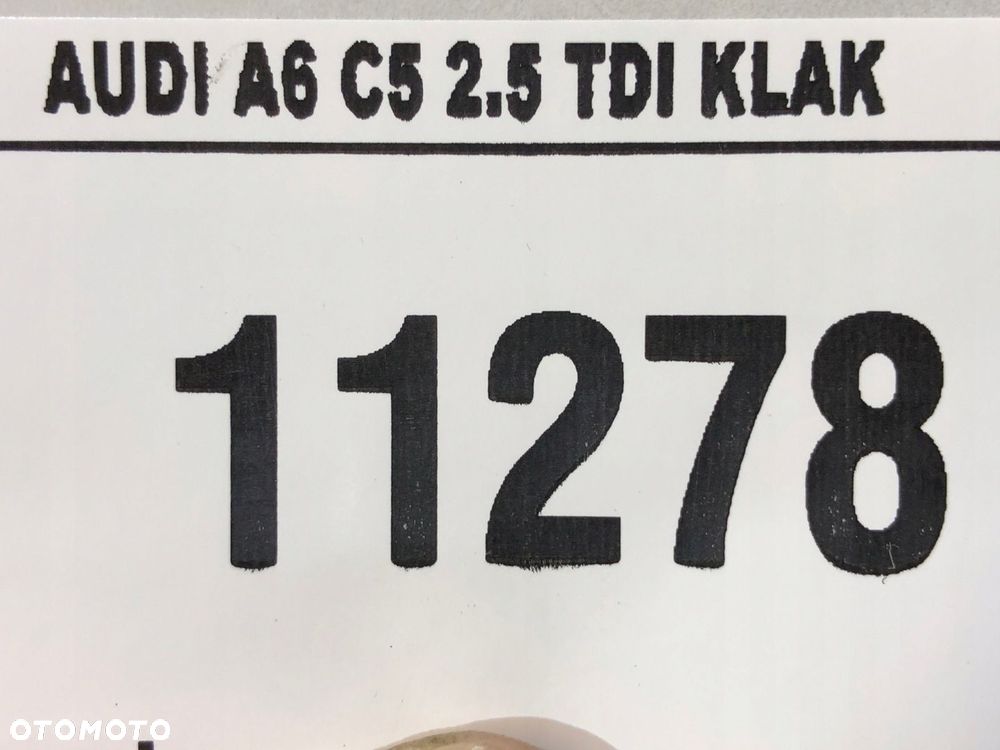 AUDI A6 C5 2.5 TDI KLAK
11278
OTOMOTO